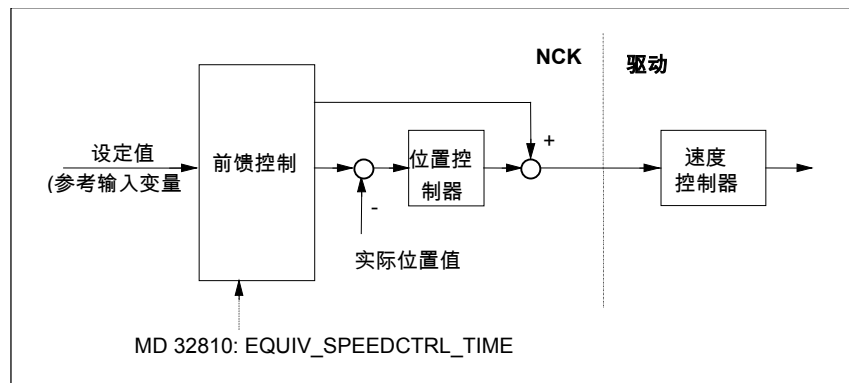 NCK
驱动
设定值
(参考输入变量
前馈控制
-
实际位置值
位置控
制器
+
速度
控制器
MD 32810: EQUIV_SPEEDCTRL_TIME